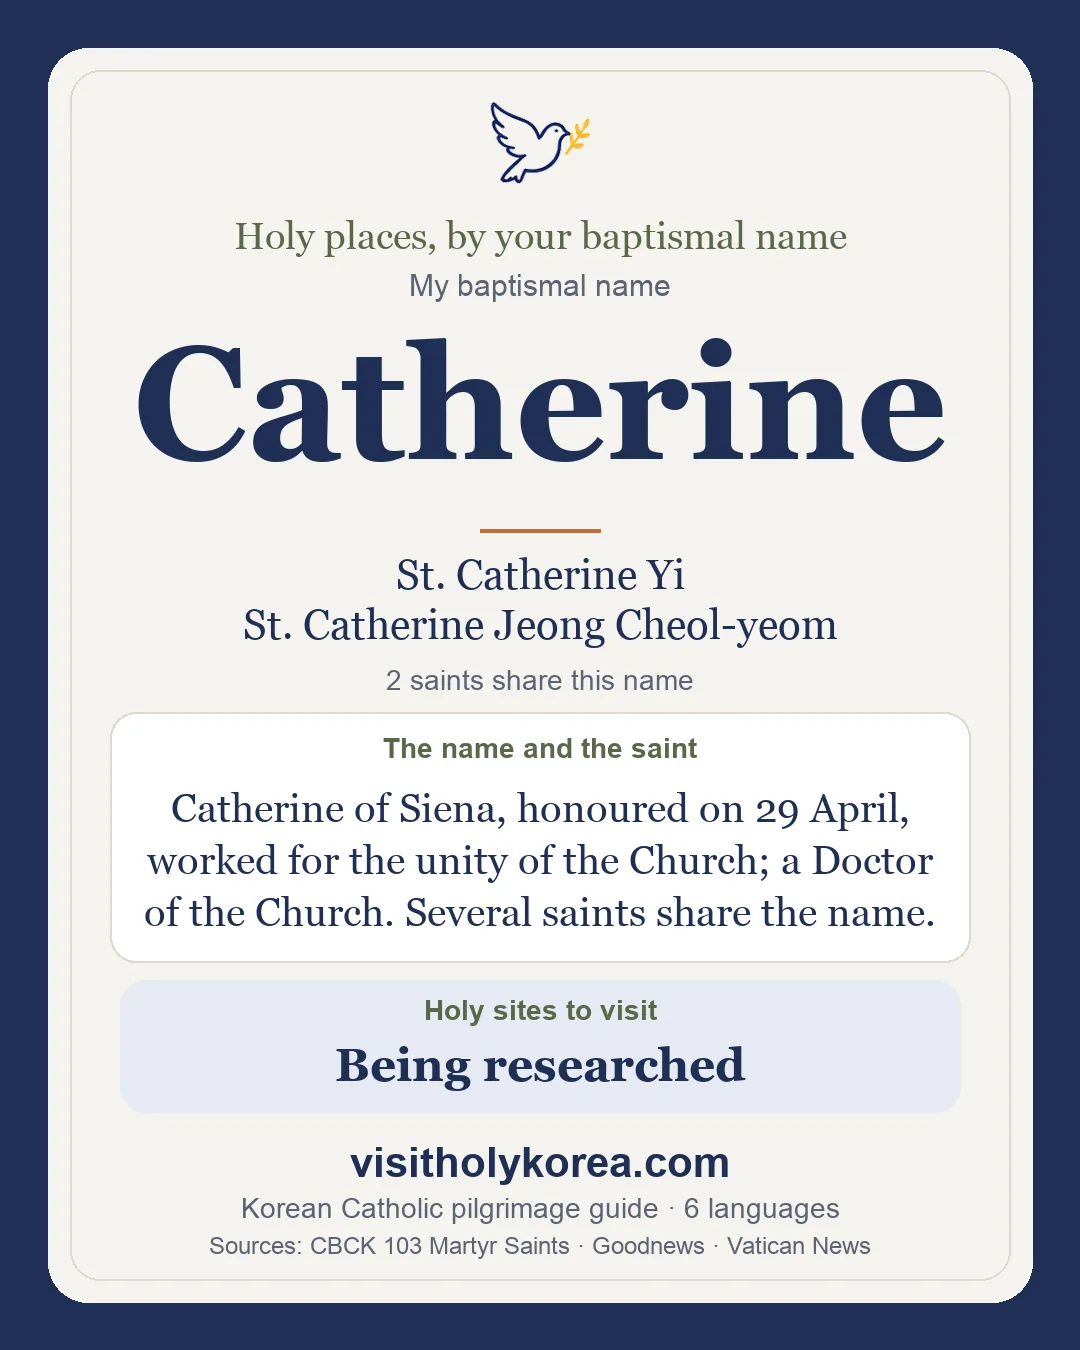 Holy places, by your baptismal name
My baptismal name
Catherine
St. Catherine Yi
St. Catherine Jeong Cheol-yeom
2 saints share this name
The name and the saint
Catherine of Siena, honoured on 29 April,
worked for the unity of the Church; a Doctor
of the Church. Several saints share the name.
Holy sites to visit
Being researched
visitholykorea.com
Korean Catholic pilgrimage guide · 6 languages
Sources: CBCK 103 Martyr Saints · Goodnews · Vatican News